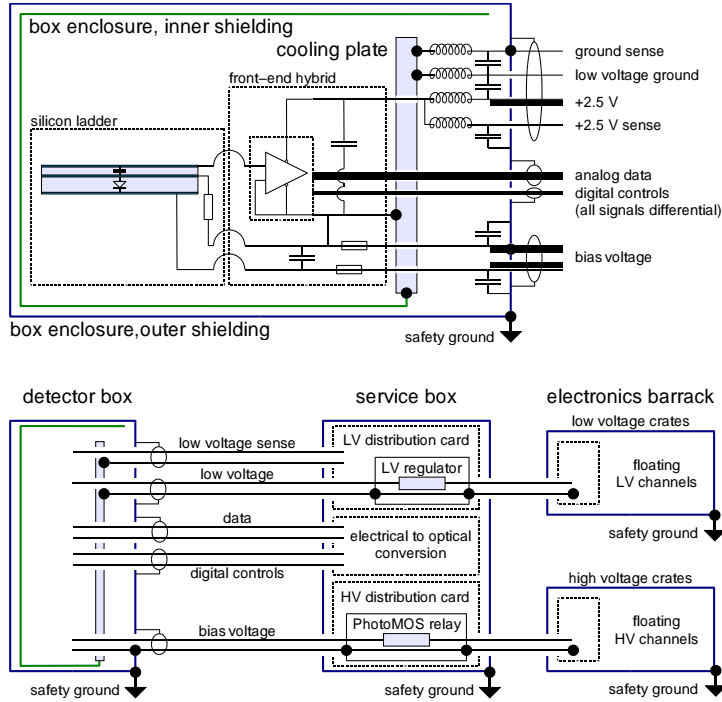 box enclosure, inner shielding
cooling plate
front–end hybrid
silicon ladder
ground sense
low voltage ground
+2.5 V
+2.5 V sense
analog data
digital controls
(all signals differential)
bias voltage
box enclosure,outer shielding
safety ground
detector box
service box
electronics barrack
low voltage crates
low voltage sense
LV distribution card
LV regulator
low voltage
floating
LV channels
data
electrical to optical
conversion
safety ground
digital controls
high voltage crates
HV distribution card
bias voltage
PhotoMOS relay
floating
HV channels
safety ground
safety ground
safety ground